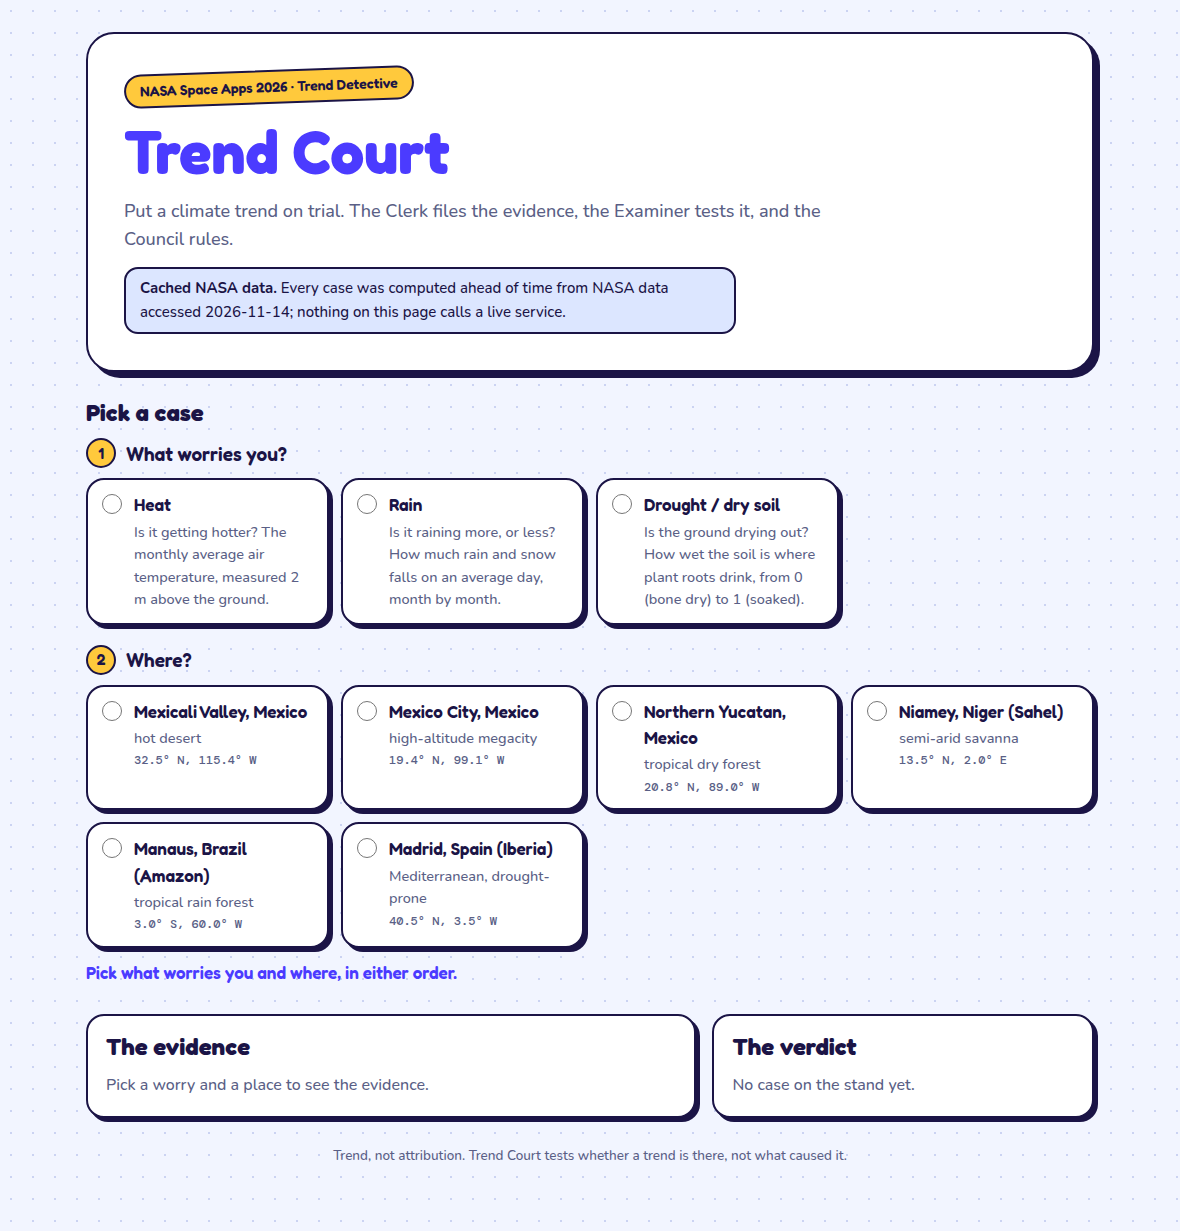 NASA Space Apps 2026 · Trend Detective
Trend Court
Put a climate trend on trial. The Clerk files the evidence, the Examiner tests it, and the
Council rules.
Cached NASA data. Every case was computed ahead of time from NASA data
accessed 2026-11-14; nothing on this page calls a live service.
Pick a case
1 What worries you?
Heat
Is it getting hotter? The
monthly average air
temperature, measured 2
m above the ground.
Rain
Is it raining more, or less?
How much rain and snow
falls on an average day,
month by month.
Drought / dry soil
Is the ground drying out?
How wet the soil is where
plant roots drink, from 0
(bone dry) to 1 (soaked).
2 Where?
Mexicali Valley, Mexico
hot desert
32.5° N, 115.4° W
Mexico City, Mexico
high-altitude megacity
19.4° N, 99.1° W
Northern Yucatan,
Mexico
tropical dry forest
20.8° N, 89.0° W
Niamey, Niger (Sahel)
semi-arid savanna
13.5° N, 2.0° E
Manaus, Brazil
(Amazon)
tropical rain forest
3.0° S, 60.0° W
Madrid, Spain (Iberia)
Mediterranean, drought-
prone
40.5° N, 3.5° W
Pick what worries you and where, in either order.
The evidence
Pick a worry and a place to see the evidence.
The verdict
No case on the stand yet.
Trend, not attribution. Trend Court tests whether a trend is there, not what caused it.